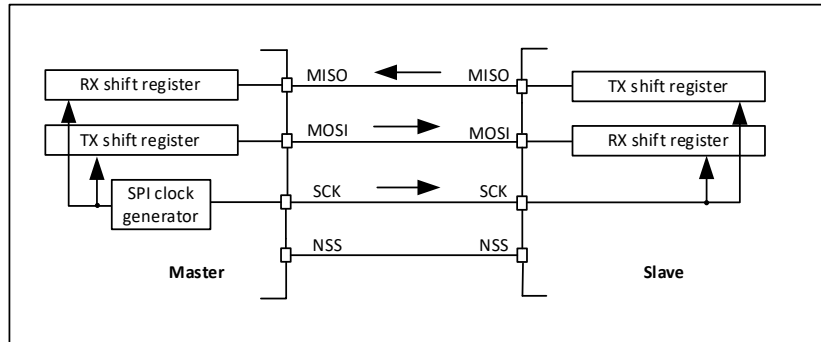 RX shift register
MISO
MISO
TX shift register
TX shift register
MOSI
MOSI
RX shift register
SPI clock
generator
SCK
SCK
NSS
NSS
Master
Slave